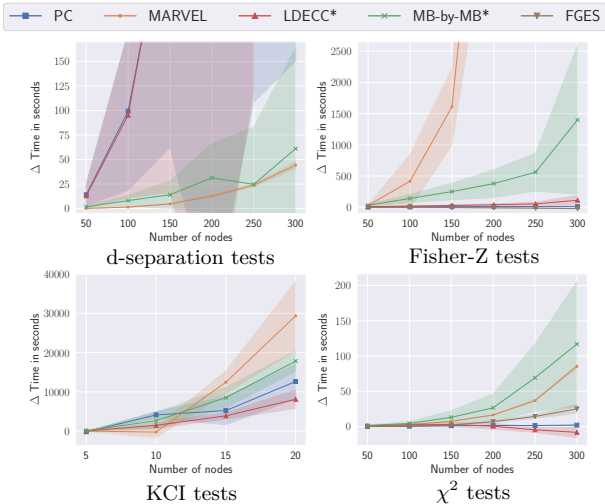 PC MARVEL LDECC* MB-by-MB* FGES
Δ Time in seconds
150
125
100
75
50
25
0
50 100 150 200 250 300
Number of nodes
d-separation tests
Δ Time in seconds
2500
2000
1500
1000
500
0
50 100 150 200 250 300
Number of nodes
Fisher-Z tests
Δ Time in seconds
40000
30000
20000
10000
0
5 10 15 20
Number of nodes
KCI tests
Δ Time in seconds
200
150
100
50
0
50 100 150 200 250 300
Number of nodes
χ² tests